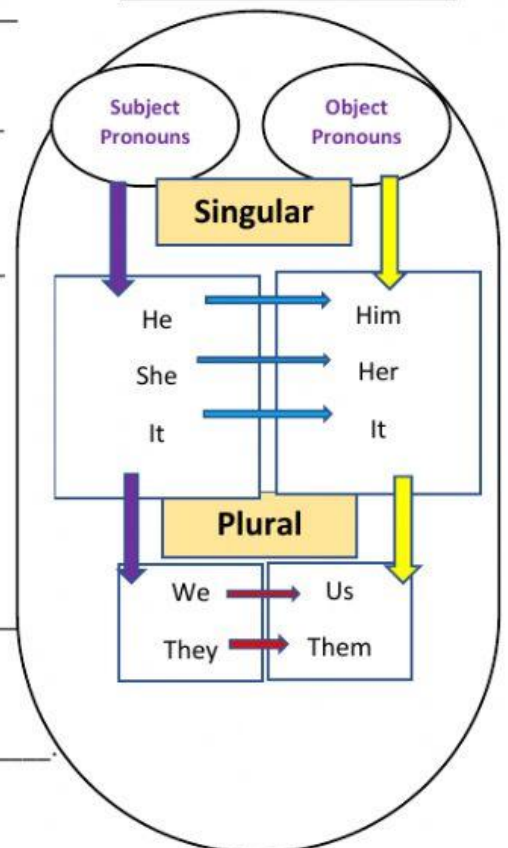 Subject
Pronouns
Object
Pronouns
Singular
He
Him
She
Her
It
It
Plural
We
Us
They
Them